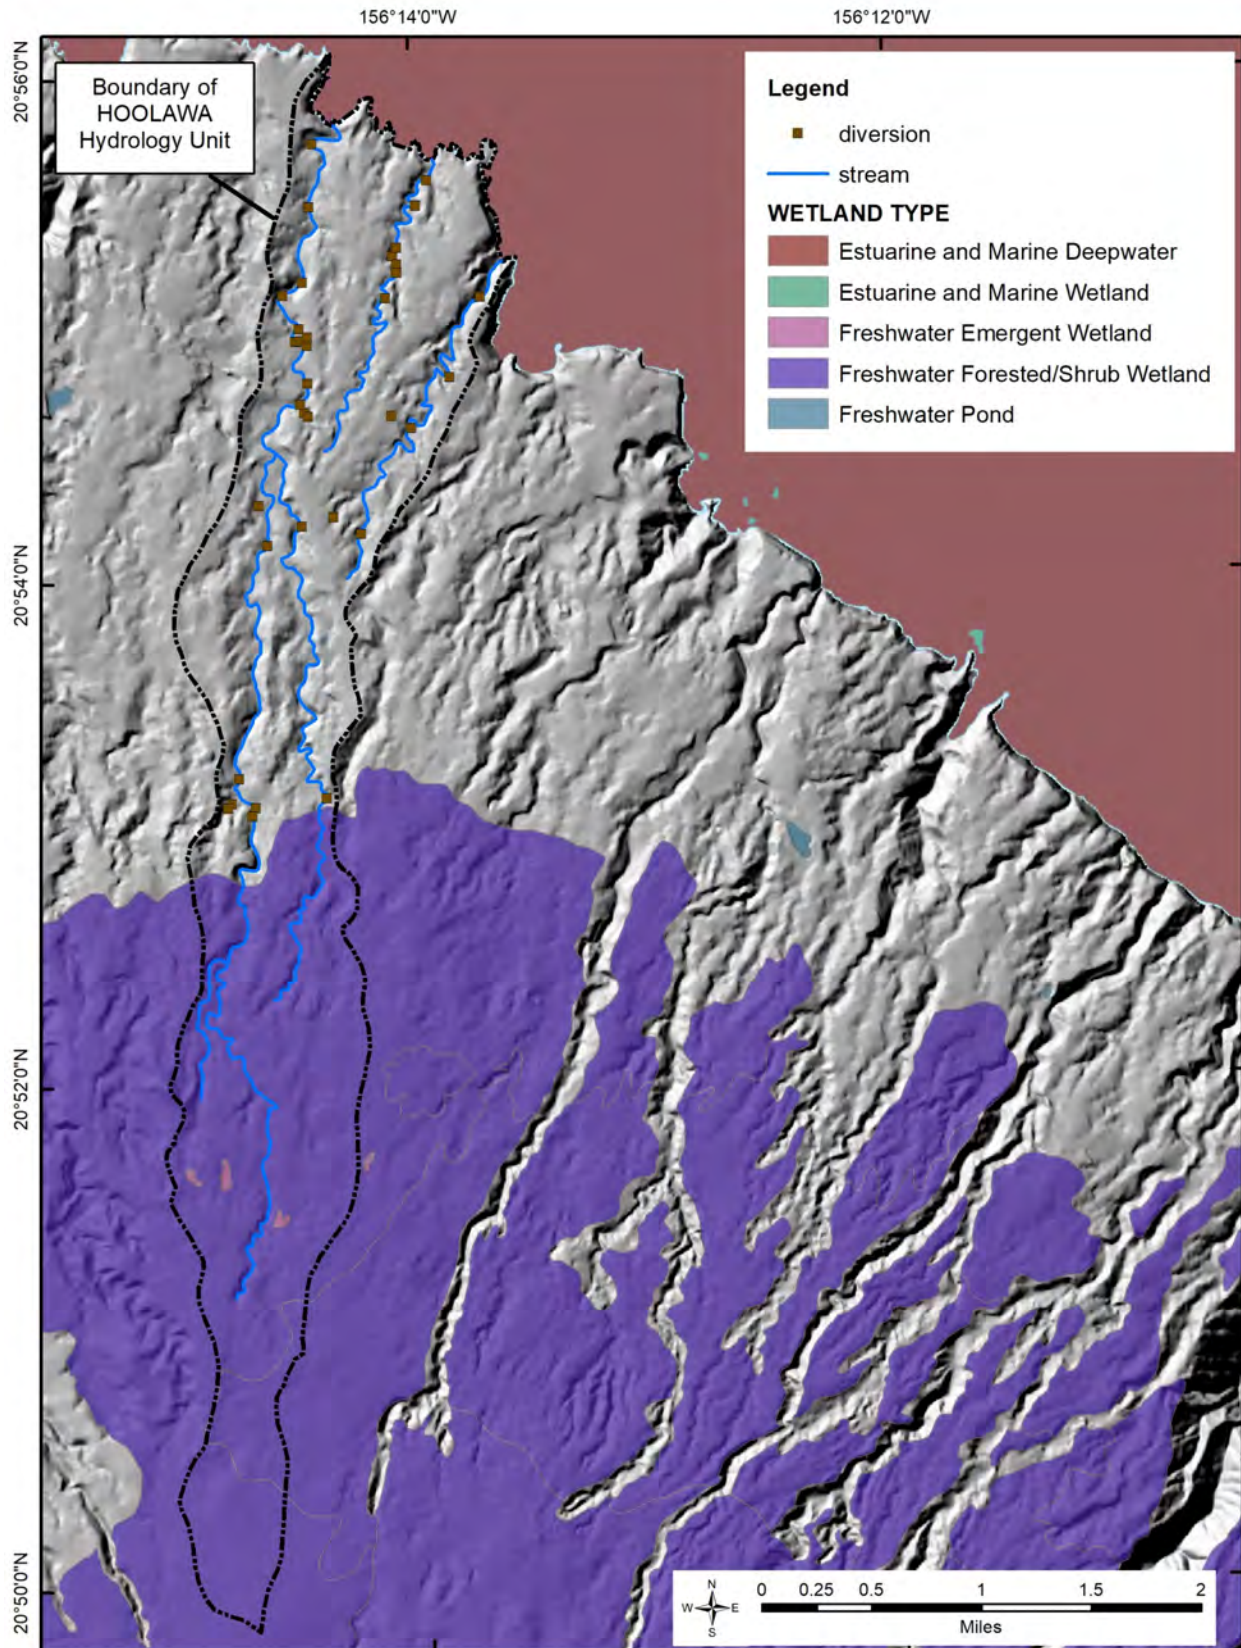 156°14'0"W
156°12'0"W
20°56'0"N
Boundary of
HOOLAWA
Hydrology Unit
Legend
diversion
stream
WETLAND TYPE
Estuarine and Marine Deepwater
Estuarine and Marine Wetland
Freshwater Emergent Wetland
Freshwater Forested/Shrub Wetland
Freshwater Pond
20°54'0"N
20°52'0"N
20°50'0"N
N
W E
S
0 0.25 0.5 1 1.5 2
Miles